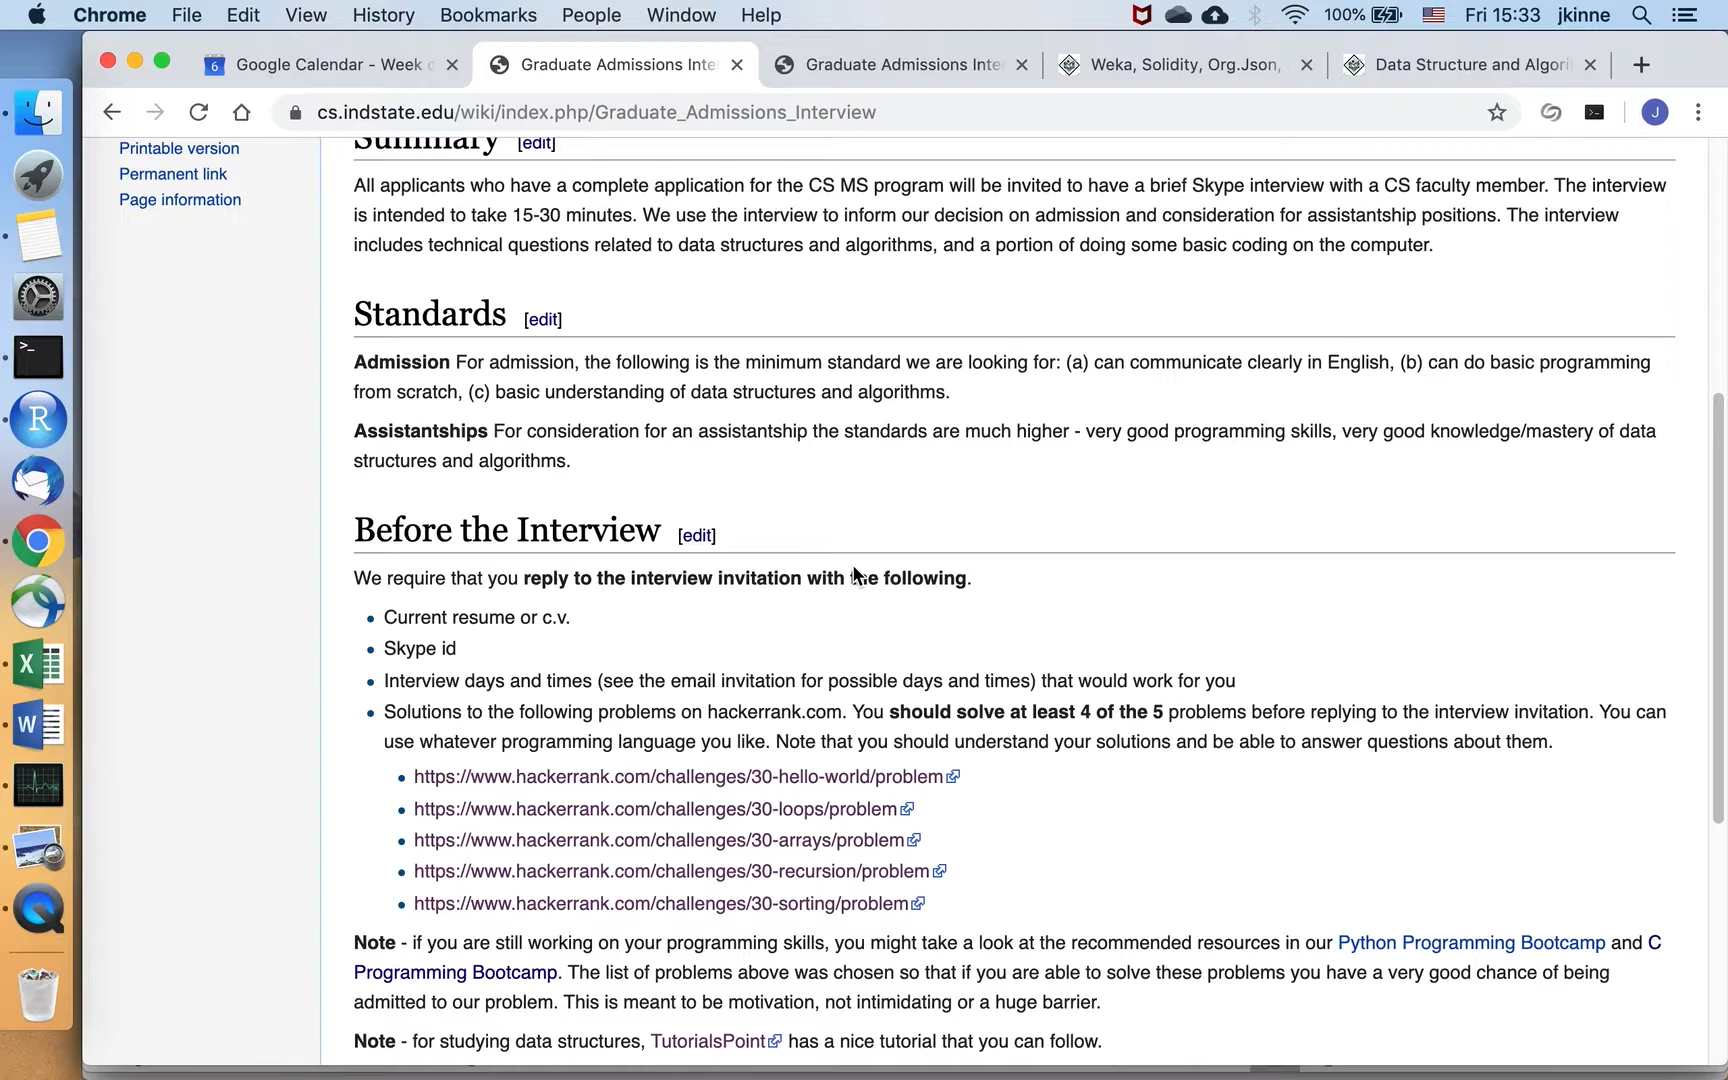 Chrome File Edit View History Bookmarks People Window Help 100% Fri 15:33 jkinne
6 Google Calendar - Week Graduate Admissions Inte Graduate Admissions Inte Weka, Solidity, Org.Json, Data Structure and Algori
cs.indstate.edu/wiki/index.php/Graduate_Admissions_Interview J
Summary [edit]
Printable version
Permanent link
Page information
All applicants who have a complete application for the CS MS program will be invited to have a brief Skype interview with a CS faculty member. The interview
is intended to take 15-30 minutes. We use the interview to inform our decision on admission and consideration for assistantship positions. The interview
includes technical questions related to data structures and algorithms, and a portion of doing some basic coding on the computer.
Standards [edit]
Admission For admission, the following is the minimum standard we are looking for: (a) can communicate clearly in English, (b) can do basic programming
from scratch, (c) basic understanding of data structures and algorithms.
Assistantships For consideration for an assistantship the standards are much higher - very good programming skills, very good knowledge/mastery of data
structures and algorithms.
Before the Interview [edit]
We require that you reply to the interview invitation with the following.
Current resume or c.v.
Skype id
Interview days and times (see the email invitation for possible days and times) that would work for you
Solutions to the following problems on hackerrank.com. You should solve at least 4 of the 5 problems before replying to the interview invitation. You can
use whatever programming language you like. Note that you should understand your solutions and be able to answer questions about them.
https://www.hackerrank.com/challenges/30-hello-world/problem
https://www.hackerrank.com/challenges/30-loops/problem
https://www.hackerrank.com/challenges/30-arrays/problem
https://www.hackerrank.com/challenges/30-recursion/problem
https://www.hackerrank.com/challenges/30-sorting/problem
Note - if you are still working on your programming skills, you might take a look at the recommended resources in our Python Programming Bootcamp and C
Programming Bootcamp. The list of problems above was chosen so that if you are able to solve these problems you have a very good chance of being
admitted to our problem. This is meant to be motivation, not intimidating or a huge barrier.
Note - for studying data structures, TutorialsPoint has a nice tutorial that you can follow.